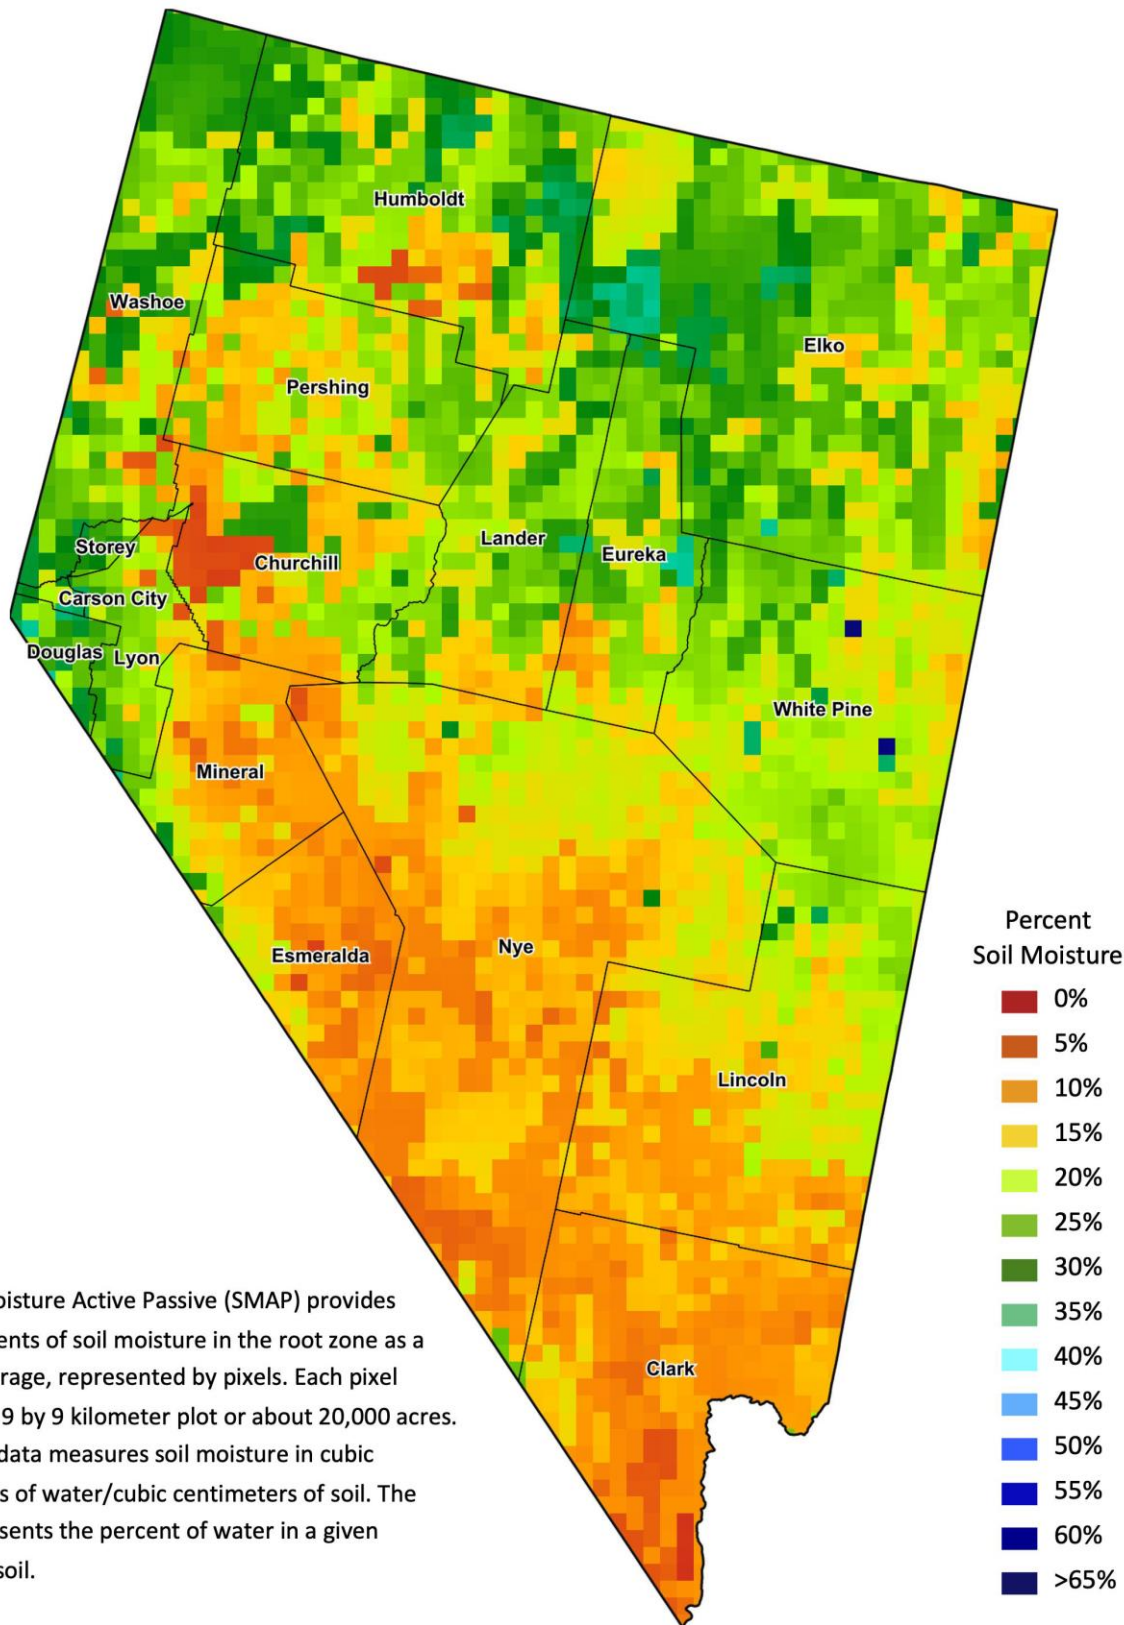 Humboldt
Washoe
Elko
Pershing
Storey
Churchill
Lander
Eureka
Carson City
Douglas
Lyon
White Pine
Mineral
Esmeralda
Nye
Lincoln
Clark
Percent
Soil Moisture
0%
5%
10%
15%
20%
25%
30%
35%
40%
45%
50%
55%
60%
>65%
oisture Active Passive (SMAP) provides
ents of soil moisture in the root zone as a
rage, represented by pixels. Each pixel
9 by 9 kilometer plot or about 20,000 acres.
data measures soil moisture in cubic
s of water/cubic centimeters of soil. The
sents the percent of water in a given
soil.